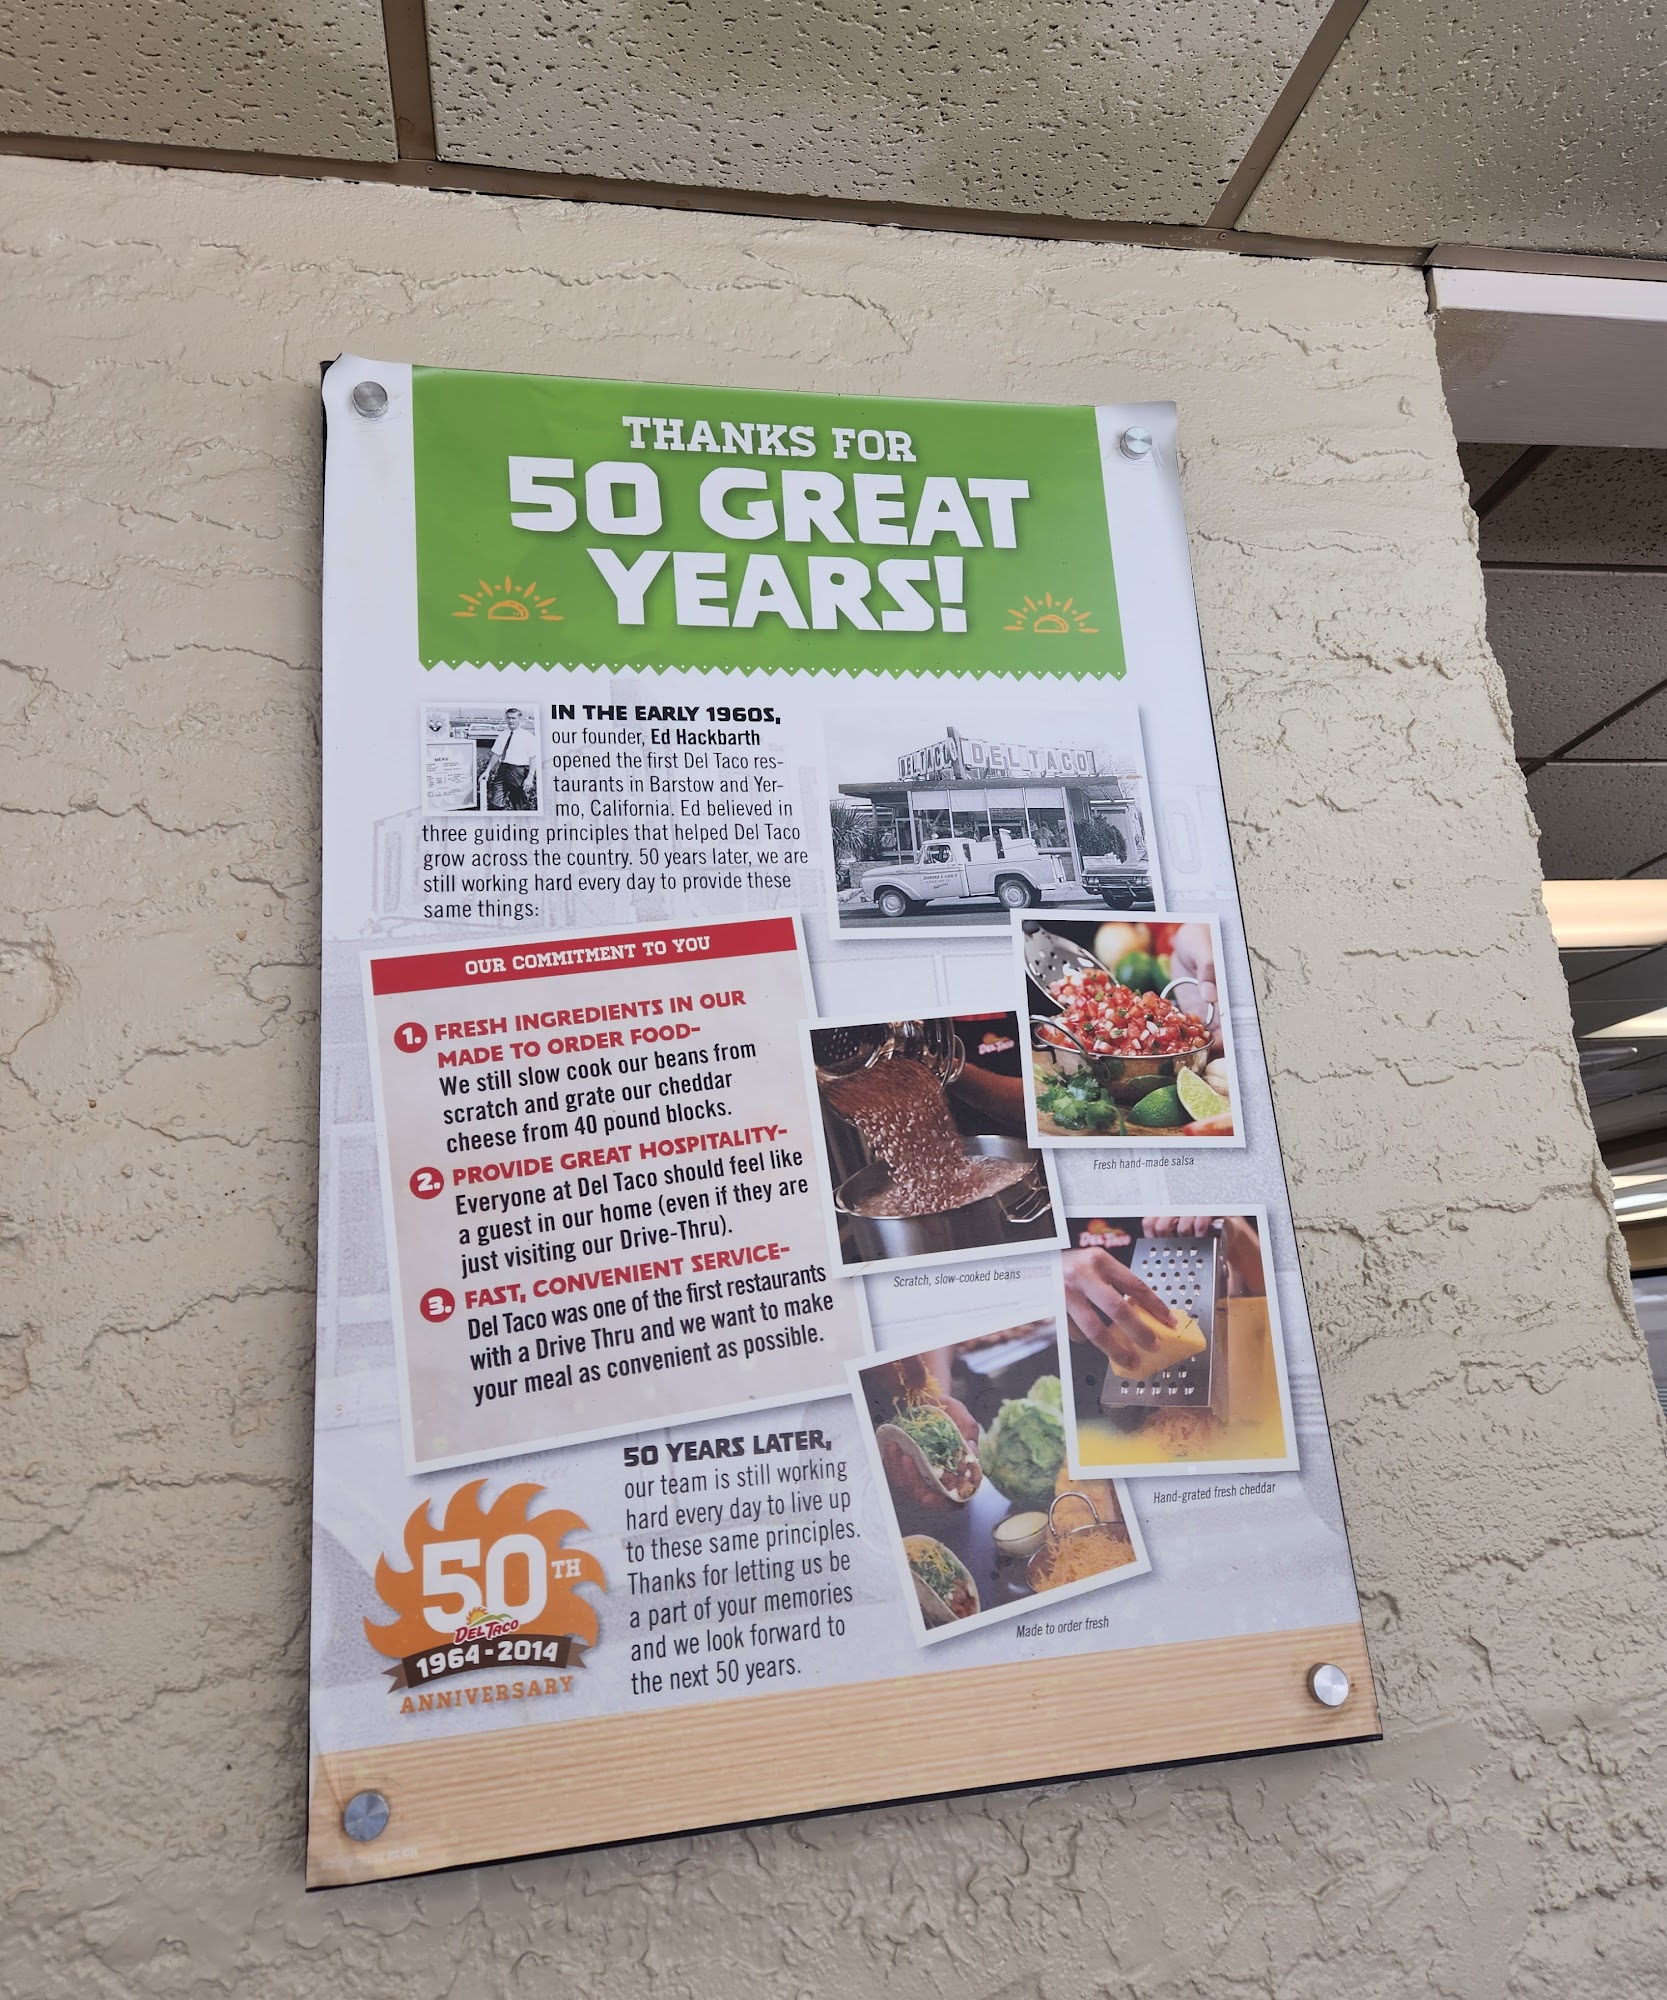 THANKS FOR
50 GREAT
YEARS!
IN THE EARLY 1960S,
our founder, Ed Hackbarth
opened the first Del Taco res-
taurants in Barstow and Yer-
mo, California. Ed believed in
three guiding principles that helped Del Taco
grow across the country. 50 years later, we are
still working hard every day to provide these
same things:
MENU
DEL TACO
DEL TACO
OUR COMMITMENT TO YOU
1. FRESH INGREDIENTS IN OUR
MADE TO ORDER FOOD-
We still slow cook our beans from
scratch and grate our cheddar
cheese from 40 pound blocks.
2. PROVIDE GREAT HOSPITALITY-
Everyone at Del Taco should feel like
a guest in our home (even if they are
just visiting our Drive-Thru).
3. FAST, CONVENIENT SERVICE-
Del Taco was one of the first restaurants
with a Drive Thru and we want to make
your meal as convenient as possible.
Fresh hand-made salsa
DEL TACO
Scratch, slow-cooked beans
DEL TACO
Hand-grated fresh cheddar
Made to order fresh
50 YEARS LATER,
our team is still working
hard every day to live up
to these same principles.
Thanks for letting us be
a part of your memories
and we look forward to
the next 50 years.
50TH
DEL TACO
1964-2014
ANNIVERSARY